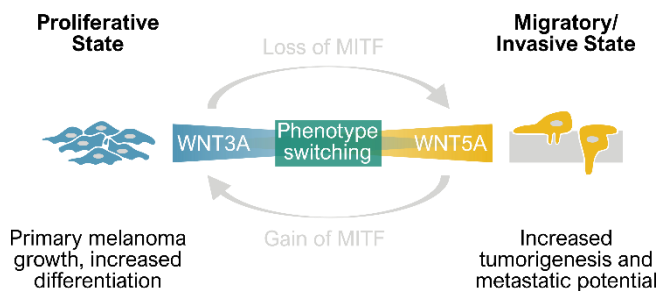 Proliferative
State
Migratory/
Invasive State
Loss of MITF
WNT3A
Phenotype
switching
WNT5A
Gain of MITF
Primary melanoma
growth, increased
differentiation
Increased
tumorigenesis and
metastatic potential